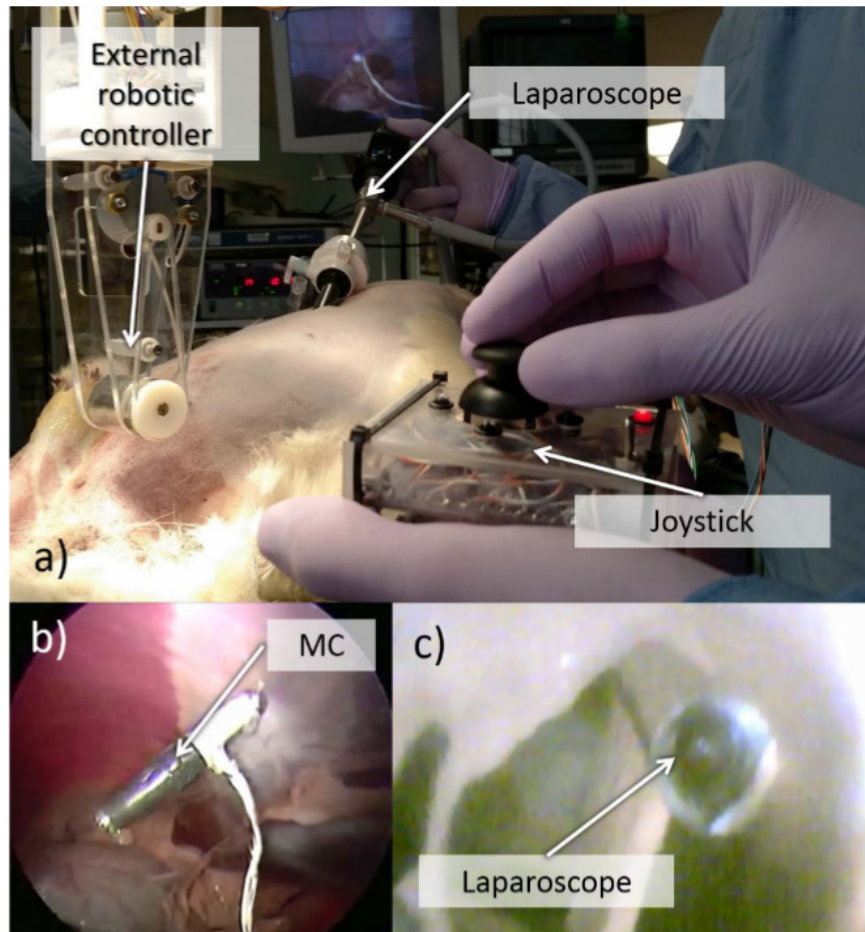 External
robotic
controller
Laparoscope
Joystick
a)
b)
MC
c)
Laparoscope